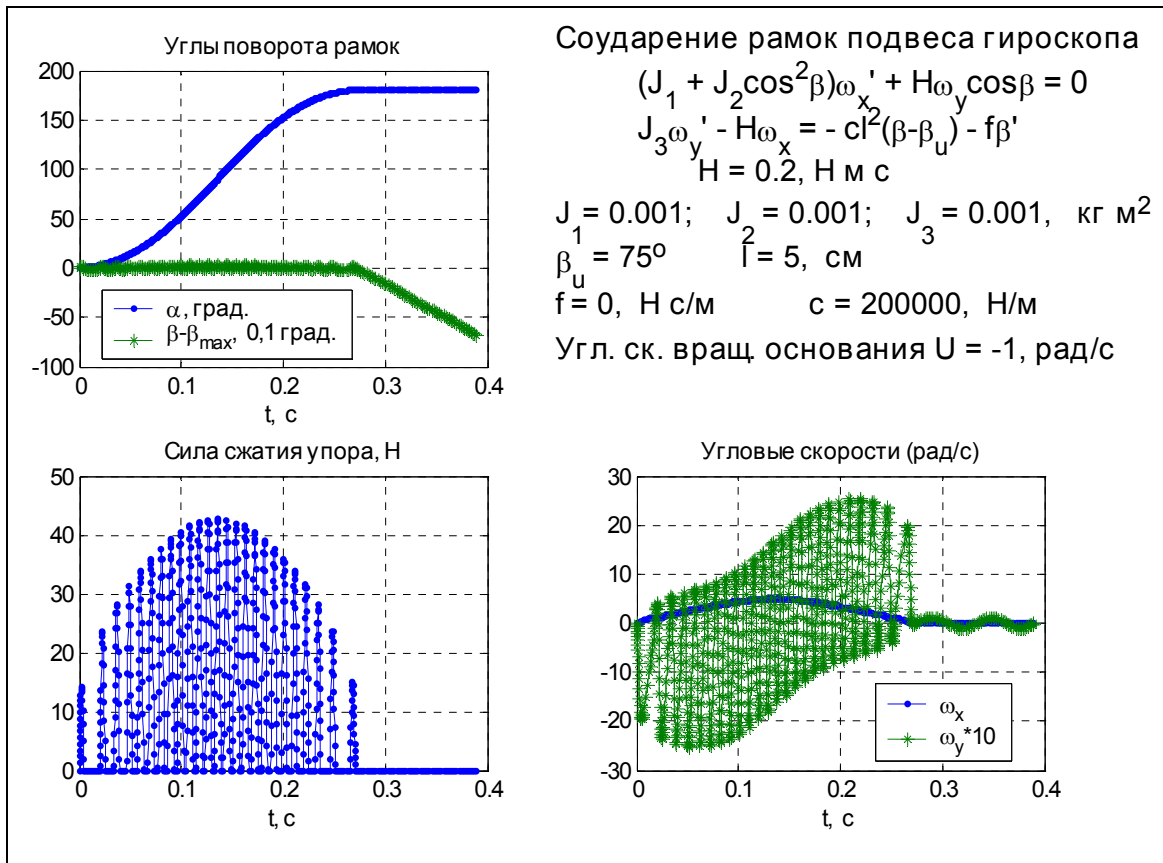 Углы поворота рамок
200
150
100
50
0
-50
-100
0 0.1 0.2 0.3 0.4
t, c
α, град.
β-βmax, 0,1 град.
Соударение рамок подвеса гироскопа
(J₁ + J₂cos²β)ωx' + Hωycosβ = 0
J₃ωy' - Hωx = - cl²(β-βu) - fβ'
H = 0.2, Н м с
J₁ = 0.001; J₂ = 0.001; J₃ = 0.001, кг м²
βu = 75º l = 5, см
f = 0, Н с/м c = 200000, Н/м
Угл. ск. вращ. основания U = -1, рад/с
Сила сжатия упора, Н
50
40
30
20
10
0
0 0.1 0.2 0.3 0.4
t, c
Угловые скорости (рад/с)
30
20
10
0
-10
-20
-30
0 0.1 0.2 0.3 0.4
t, c
ωx
ωy*10